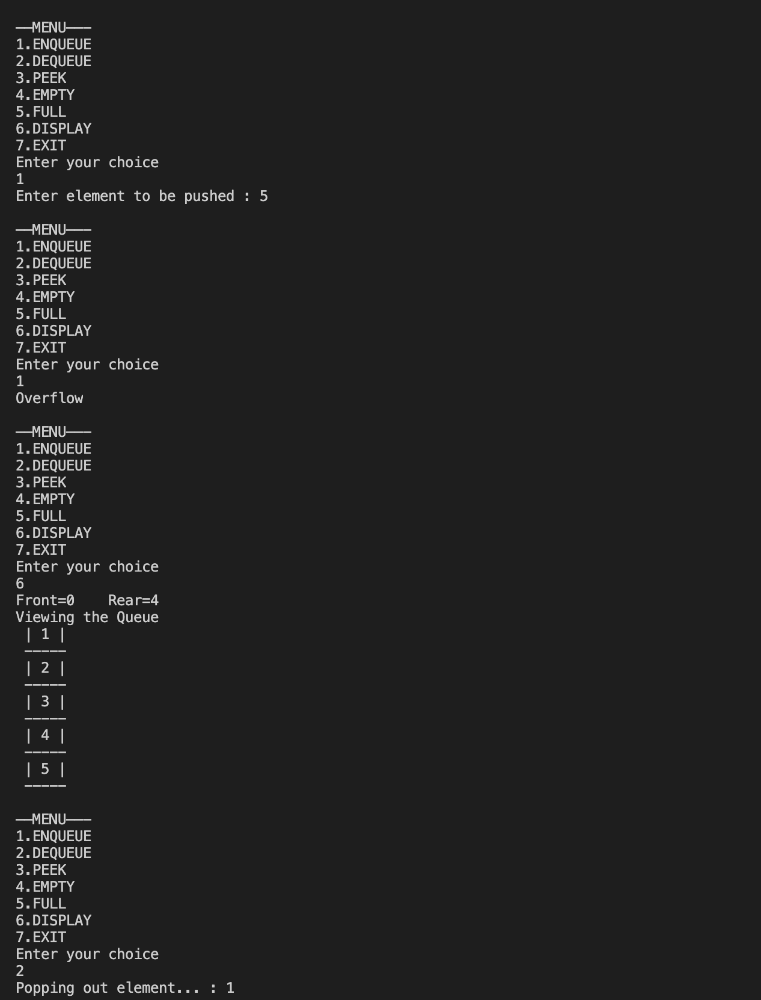 ——MENU———
1.ENQUEUE
2.DEQUEUE
3.PEEK
4.EMPTY
5.FULL
6.DISPLAY
7.EXIT
Enter your choice
1
Enter element to be pushed : 5
——MENU———
1.ENQUEUE
2.DEQUEUE
3.PEEK
4.EMPTY
5.FULL
6.DISPLAY
7.EXIT
Enter your choice
1
Overflow
——MENU———
1.ENQUEUE
2.DEQUEUE
3.PEEK
4.EMPTY
5.FULL
6.DISPLAY
7.EXIT
Enter your choice
6
Front=0    Rear=4
Viewing the Queue
| 1 |
-----
| 2 |
-----
| 3 |
-----
| 4 |
-----
| 5 |
-----
——MENU———
1.ENQUEUE
2.DEQUEUE
3.PEEK
4.EMPTY
5.FULL
6.DISPLAY
7.EXIT
Enter your choice
2
Popping out element... : 1